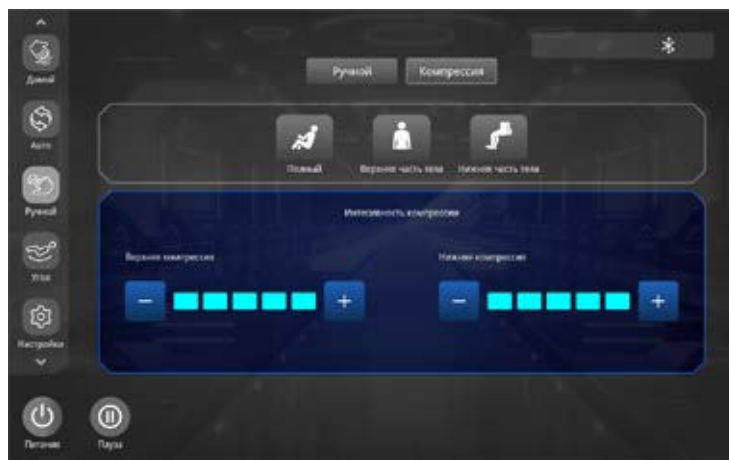 Домой
Авто
Ручной
Угол
Настройки
Питание
Пауза
Ручной
Компрессия
Полный
Верхняя часть тела
Нижняя часть тела
Интенсивность компрессии
Верхняя компрессия
Нижняя компрессия